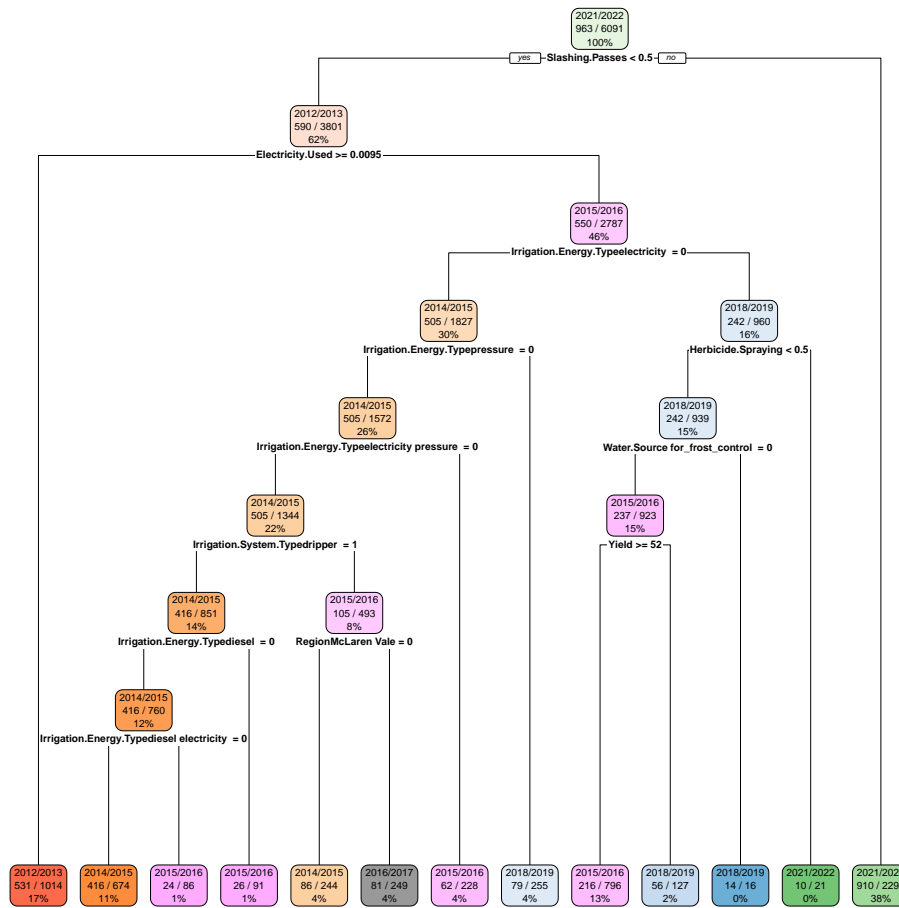 2021/2022
963 / 6091
100%
yes
Slashing.Passes < 0.5
no
2012/2013
590 / 3801
62%
Electricity.Used >= 0.0095
2015/2016
550 / 2787
46%
Irrigation.Energy.Typeelectricity = 0
2014/2015
505 / 1827
30%
Irrigation.Energy.Typepressure = 0
2018/2019
242 / 960
16%
Herbicide.Spraying < 0.5
2014/2015
505 / 1572
26%
Irrigation.Energy.Typeelectricity pressure = 0
2018/2019
242 / 939
15%
Water.Source for_frost_control = 0
2014/2015
505 / 1344
22%
Irrigation.System.Typedripper = 1
2015/2016
237 / 923
15%
Yield >= 52
2014/2015
416 / 851
14%
Irrigation.Energy.Typediesel = 0
2015/2016
105 / 493
8%
RegionMcLaren Vale = 0
2014/2015
416 / 760
12%
Irrigation.Energy.Typediesel electricity = 0
2012/2013
531 / 1014
17%
2014/2015
416 / 674
11%
2015/2016
24 / 86
1%
2015/2016
26 / 91
1%
2014/2015
86 / 244
4%
2016/2017
81 / 249
4%
2015/2016
62 / 228
4%
2018/2019
79 / 255
4%
2015/2016
216 / 796
13%
2018/2019
56 / 127
2%
2018/2019
14 / 16
0%
2021/2022
10 / 21
0%
910 /
38%